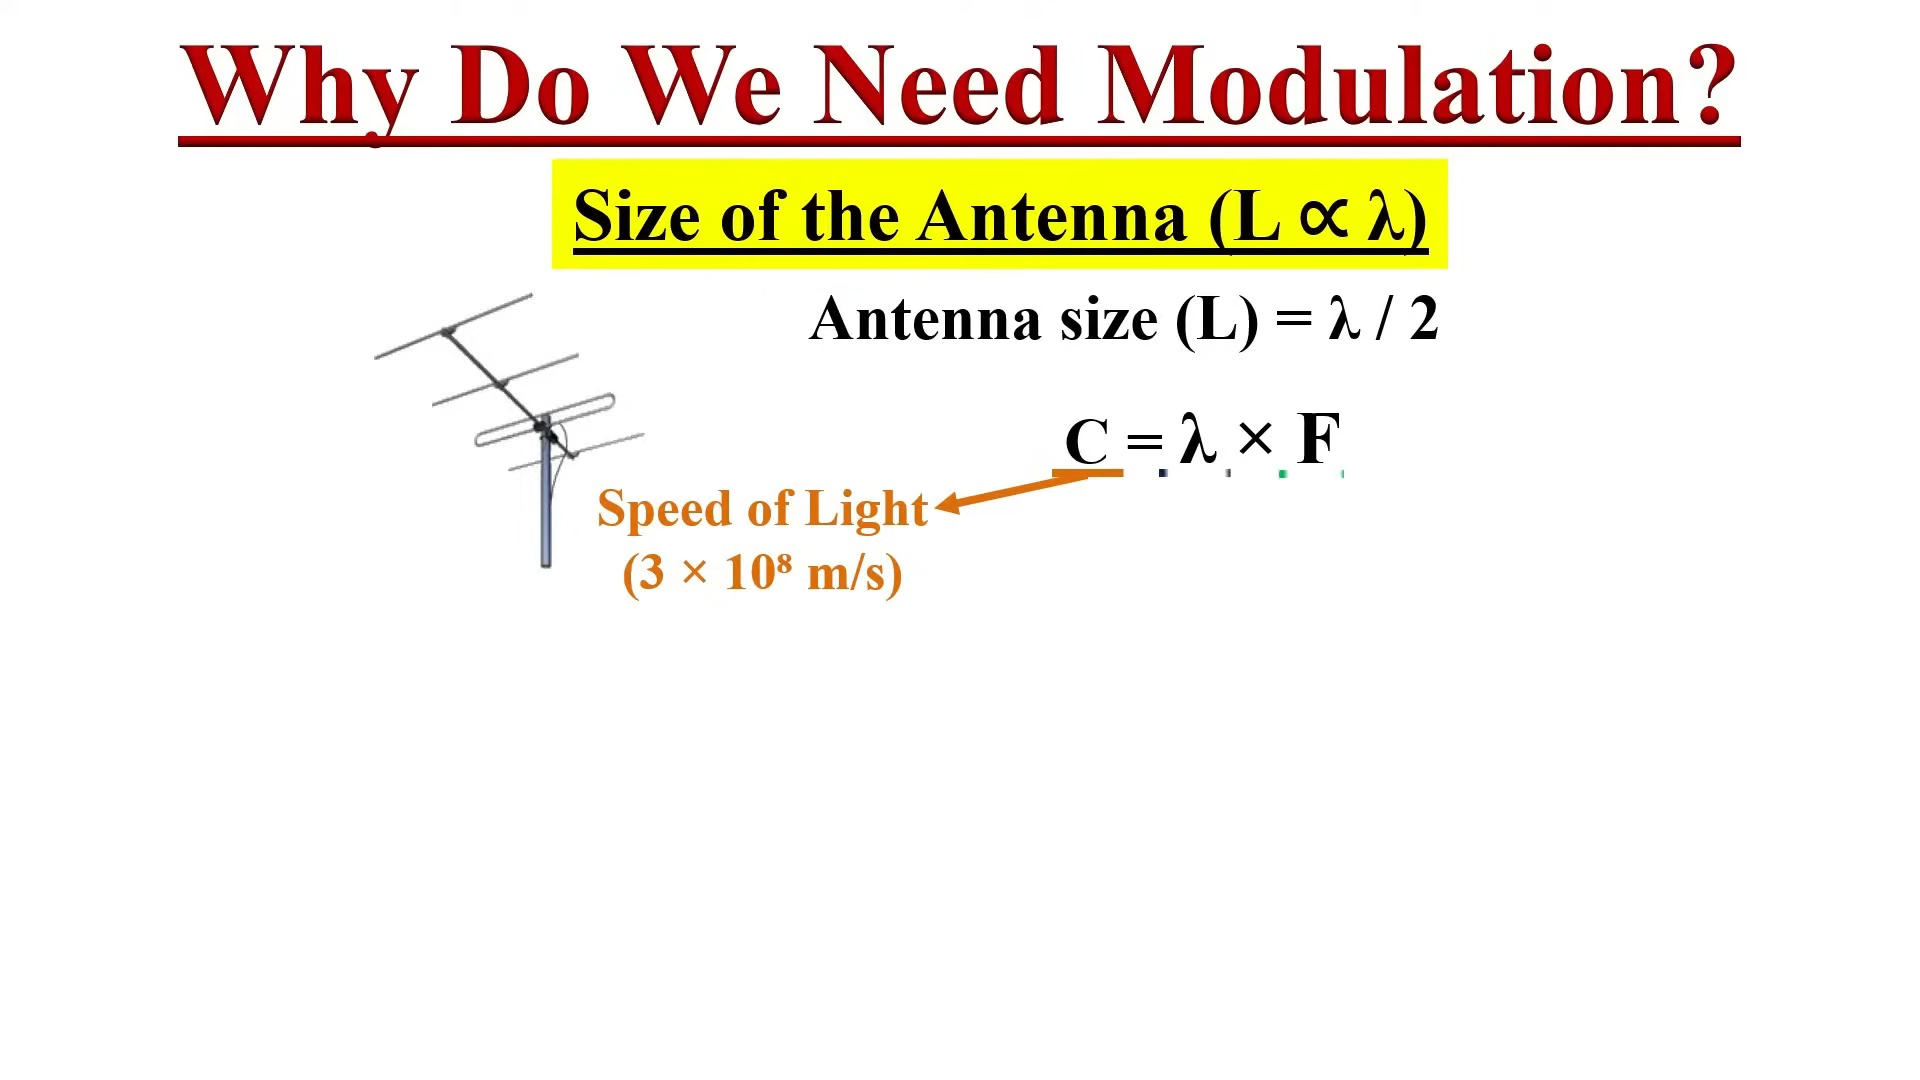 Why Do We Need Modulation?
Size of the Antenna (L ∝ λ)
Antenna size (L) = λ / 2
C = λ × F
Speed of Light
(3 × 10⁸ m/s)